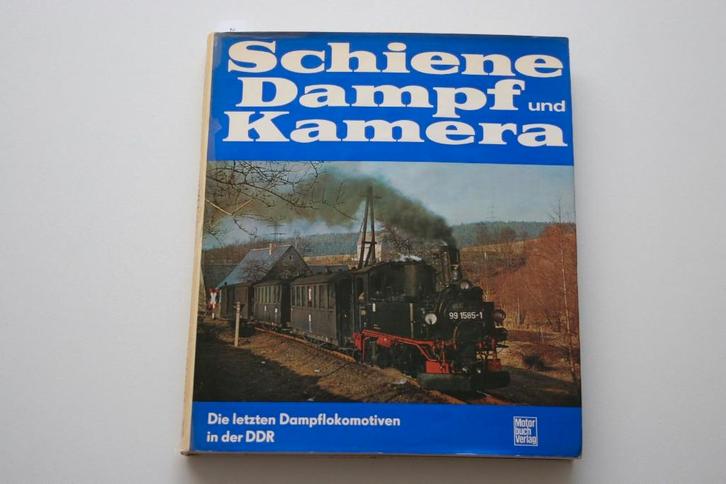 Schiene
Dampf und
Kamera
99 1585-1
Die letzten Dampflokomotiven
in der DDR
Motor
buch
Verlag